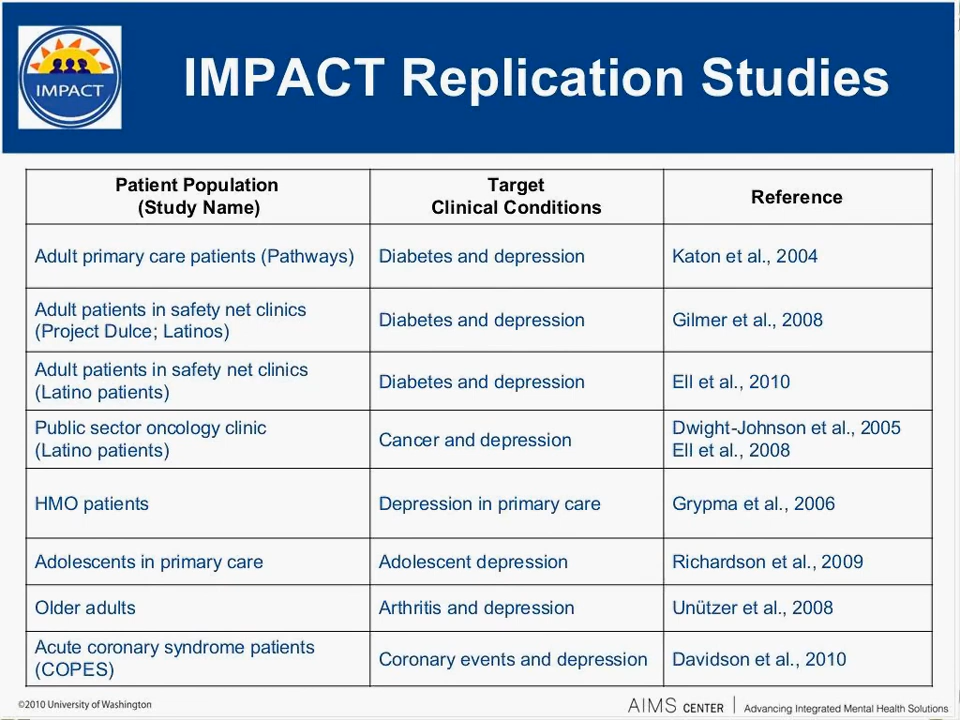 IMPACT
IMPACT Replication Studies
Patient Population
(Study Name)
Target
Clinical Conditions
Reference
Adult primary care patients (Pathways)
Diabetes and depression
Katon et al., 2004
Adult patients in safety net clinics
(Project Dulce; Latinos)
Diabetes and depression
Gilmer et al., 2008
Adult patients in safety net clinics
(Latino patients)
Diabetes and depression
Ell et al., 2010
Public sector oncology clinic
(Latino patients)
Cancer and depression
Dwight-Johnson et al., 2005
Ell et al., 2008
HMO patients
Depression in primary care
Grypma et al., 2006
Adolescents in primary care
Adolescent depression
Richardson et al., 2009
Older adults
Arthritis and depression
Unützer et al., 2008
Acute coronary syndrome patients
(COPES)
Coronary events and depression
Davidson et al., 2010
©2010 University of Washington
AIMS CENTER | Advancing Integrated Mental Health Solutions